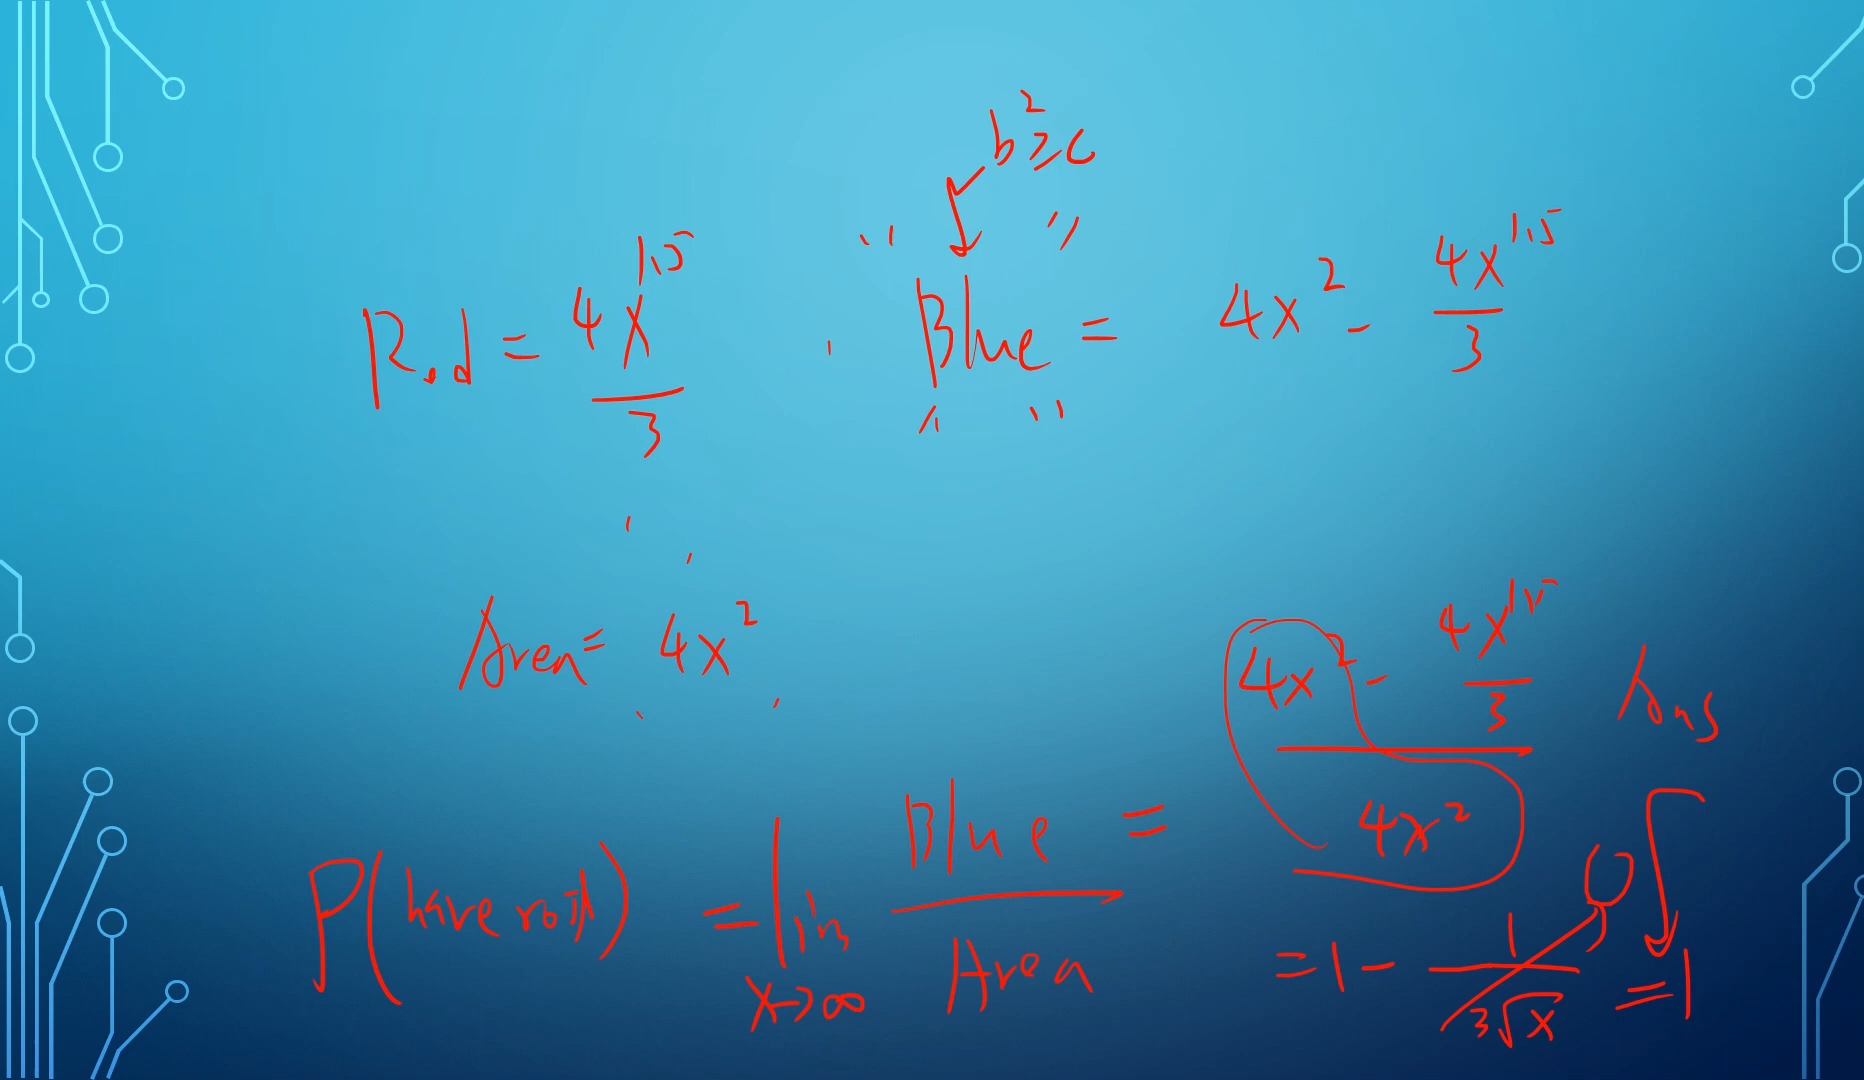 b² ≥ c
Red = 4x^1.5 / 3 , "Blue" = 4x² - 4x^1.5 / 3
Area = 4x²
P(have root) = lim x→∞ Blue / Area = (4x² - 4x^1.5 / 3) / 4x² Ans
= 1 - 1 / 3√x = 1
0